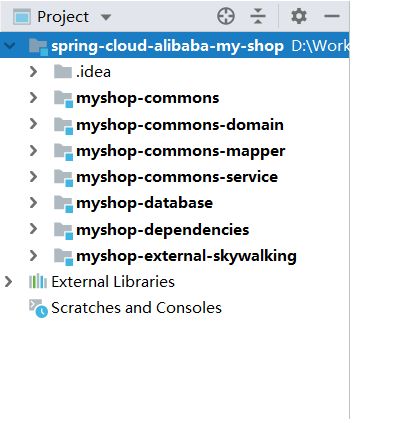 Project
spring-cloud-alibaba-my-shop D:\Work
.idea
myshop-commons
myshop-commons-domain
myshop-commons-mapper
myshop-commons-service
myshop-database
myshop-dependencies
myshop-external-skywalking
External Libraries
Scratches and Consoles